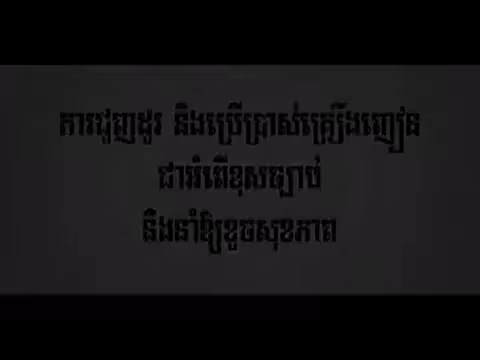 ការជួញដូរ និងប្រើប្រាស់គ្រឿងញៀន
ជាអំពើខុសច្បាប់
និងនាំឱ្យខូចសុខភាព